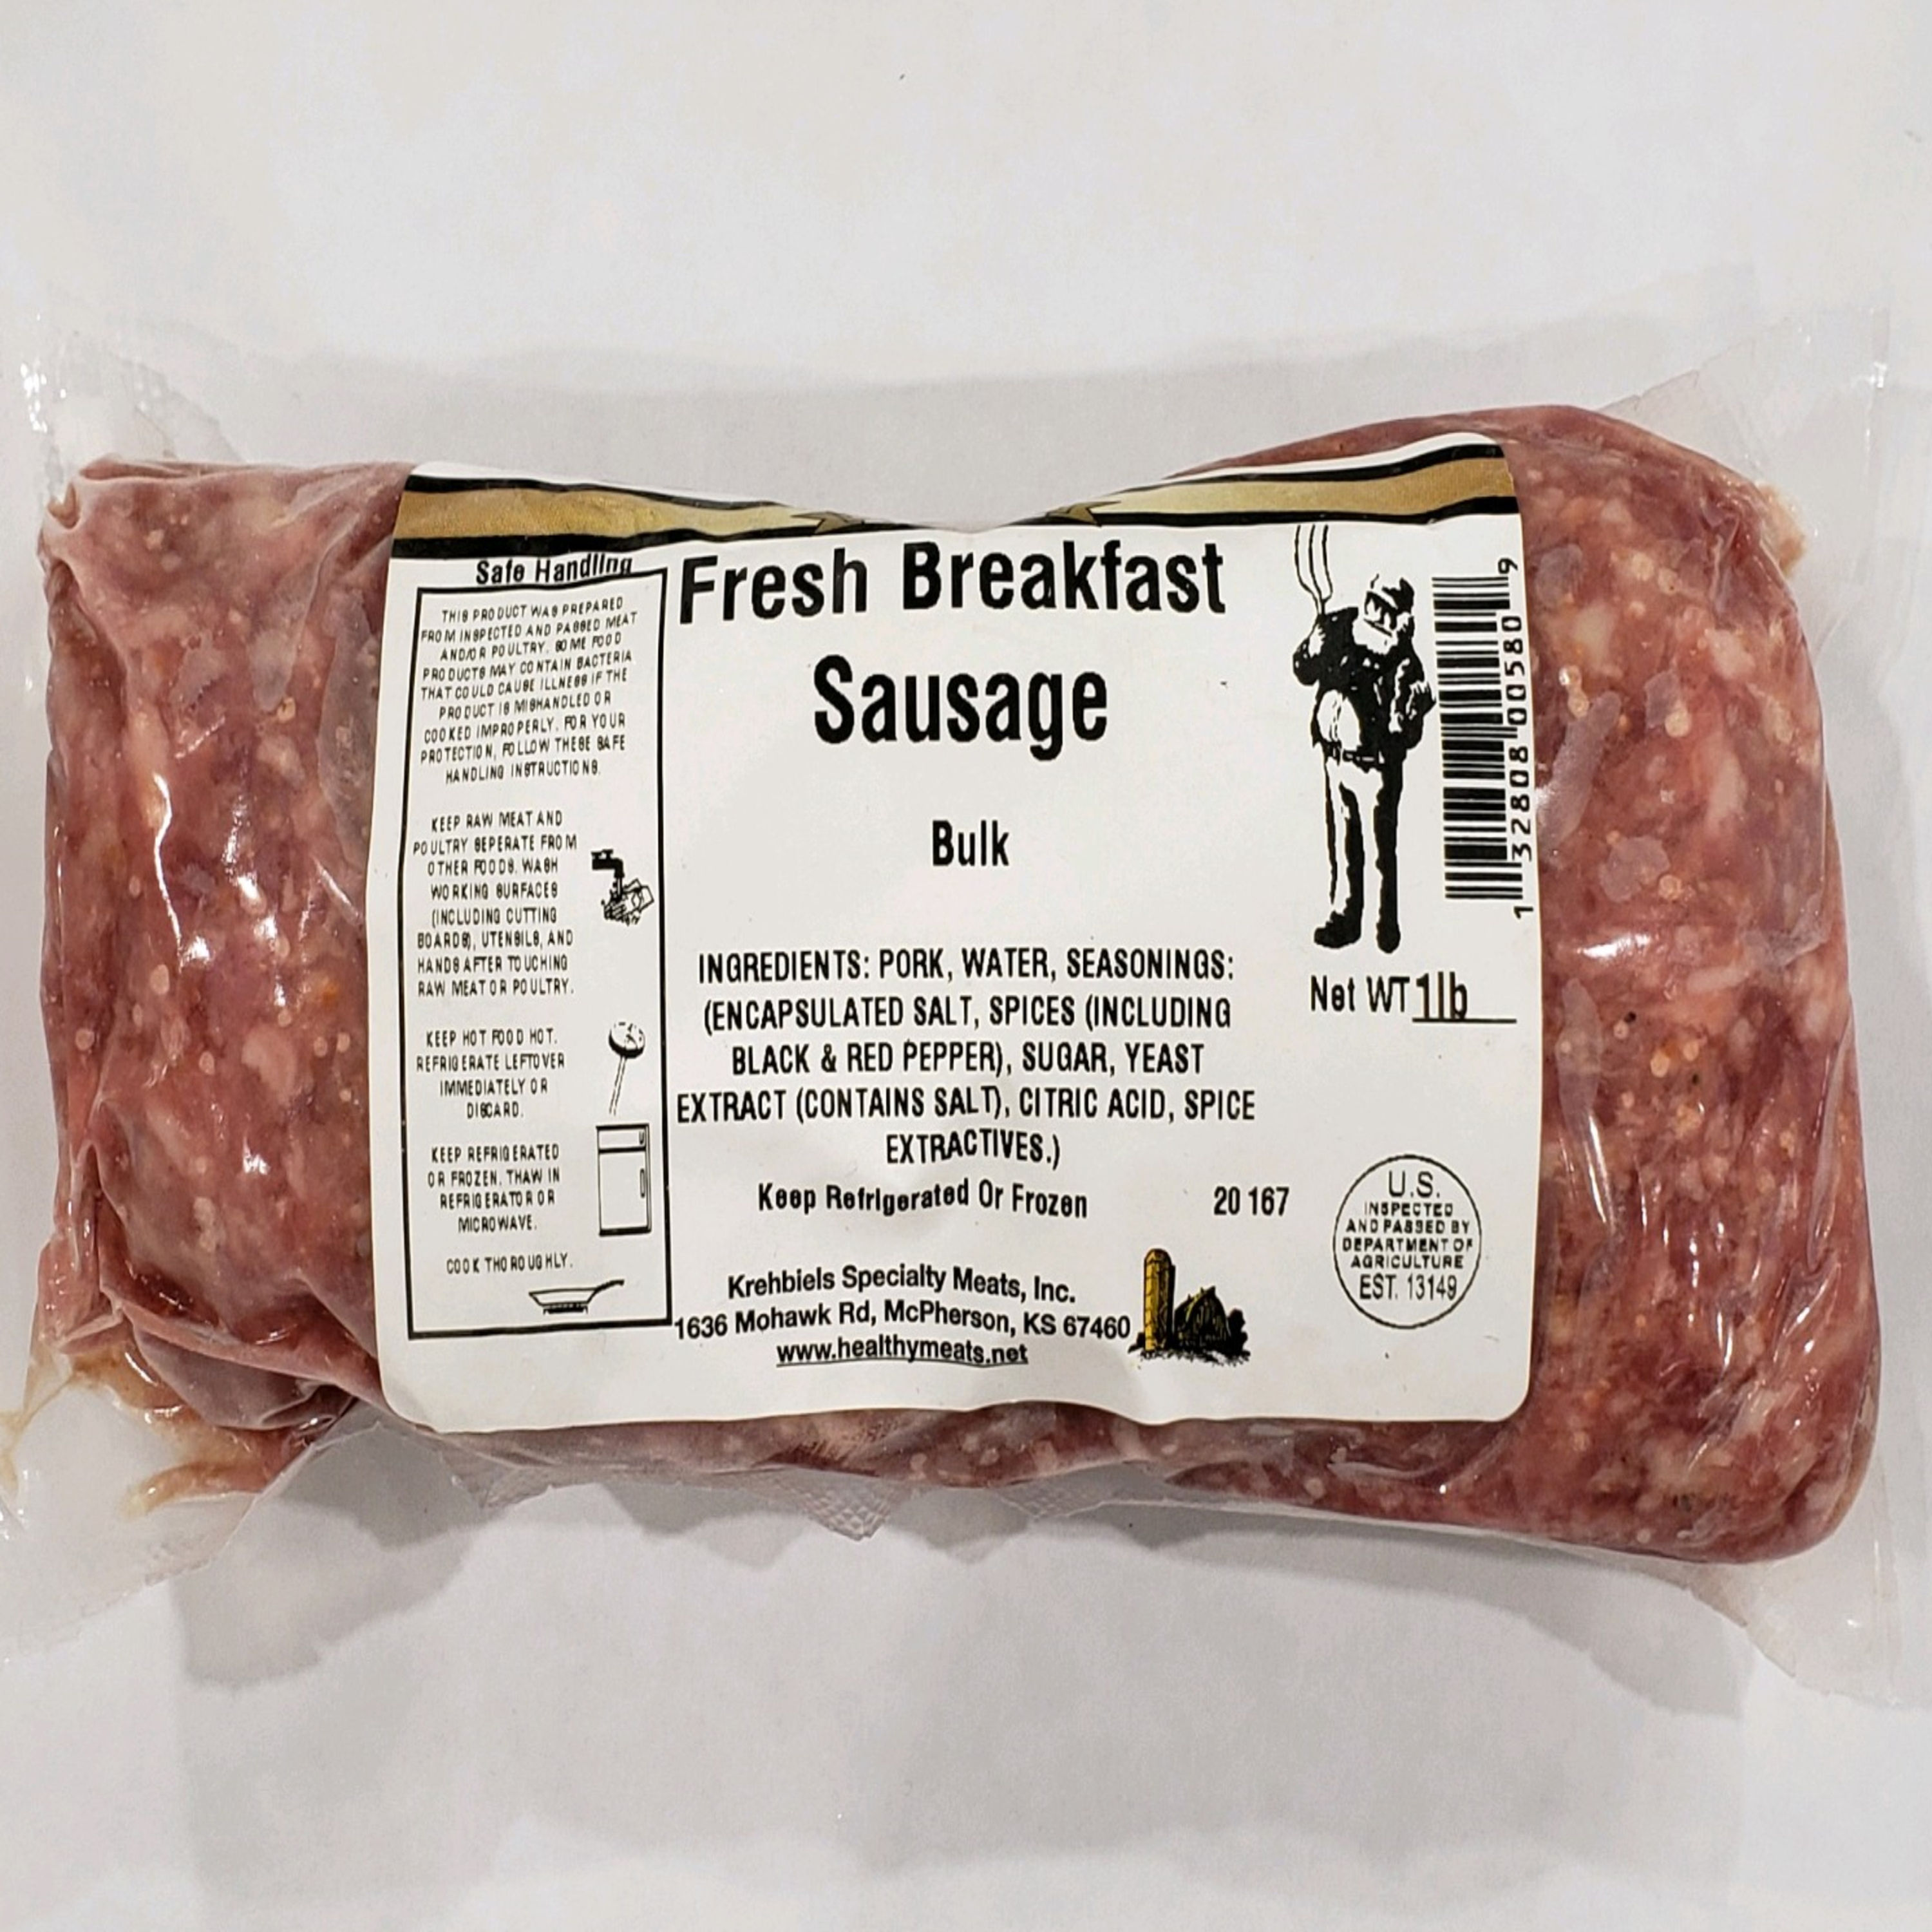 Safe Handling
THIS PRODUCT WAS PREPARED
FROM INSPECTED AND PASSED MEAT
AND/OR POULTRY. SOME FOOD
PRODUCTS MAY CONTAIN BACTERIA
THAT COULD CAUSE ILLNESS IF THE
PRODUCT IS MISHANDLED OR
COOKED IMPROPERLY. FOR YOUR
PROTECTION, FOLLOW THESE SAFE
HANDLING INSTRUCTIONS.
KEEP RAW MEAT AND
POULTRY SEPERATE FROM
OTHER FOODS. WASH
WORKING SURFACES
(INCLUDING CUTTING
BOARDS), UTENSILS, AND
HANDS AFTER TOUCHING
RAW MEAT OR POULTRY.
KEEP HOT FOOD HOT.
REFRIGERATE LEFTOVER
IMMEDIATELY OR
DISCARD.
KEEP REFRIGERATED
OR FROZEN. THAW IN
REFRIGERATOR OR
MICROWAVE.
COOK THOROUGHLY.
Fresh Breakfast
Sausage
Bulk
INGREDIENTS: PORK, WATER, SEASONINGS:
(ENCAPSULATED SALT, SPICES (INCLUDING
BLACK & RED PEPPER), SUGAR, YEAST
EXTRACT (CONTAINS SALT), CITRIC ACID, SPICE
EXTRACTIVES.)
Keep Refrigerated Or Frozen
20 167
Krehbiels Specialty Meats, Inc.
1636 Mohawk Rd, McPherson, KS 67460
www.healthymeats.net
1 32808 00580 9
Net WT 1lb
U.S.
INSPECTED
AND PASSED BY
DEPARTMENT OF
AGRICULTURE
EST. 13149